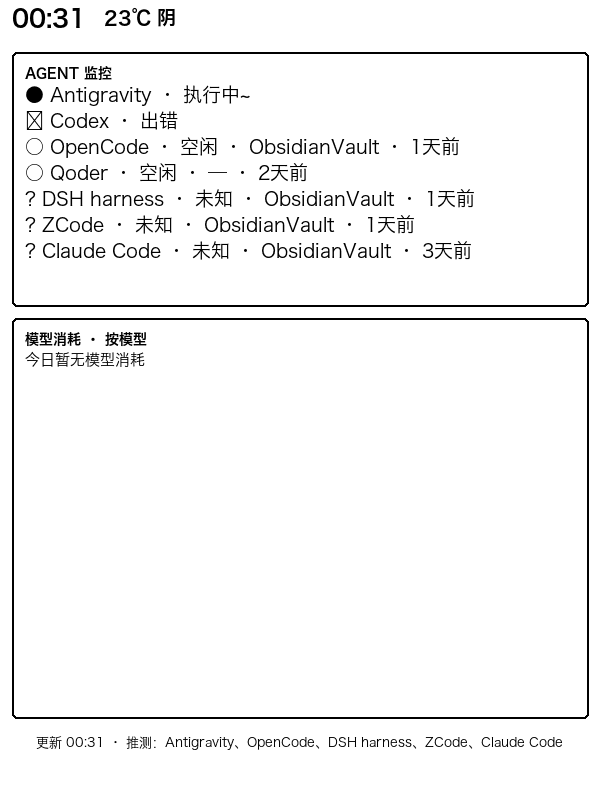 00:31 23℃ 阴
AGENT 监控
● Antigravity · 执行中~
☒ Codex · 出错
○ OpenCode · 空闲 · ObsidianVault · 1天前
○ Qoder · 空闲 · — · 2天前
? DSH harness · 未知 · ObsidianVault · 1天前
? ZCode · 未知 · ObsidianVault · 1天前
? Claude Code · 未知 · ObsidianVault · 3天前
模型消耗 · 按模型
今日暂无模型消耗
更新 00:31 · 推测: Antigravity、OpenCode、DSH harness、ZCode、Claude Code